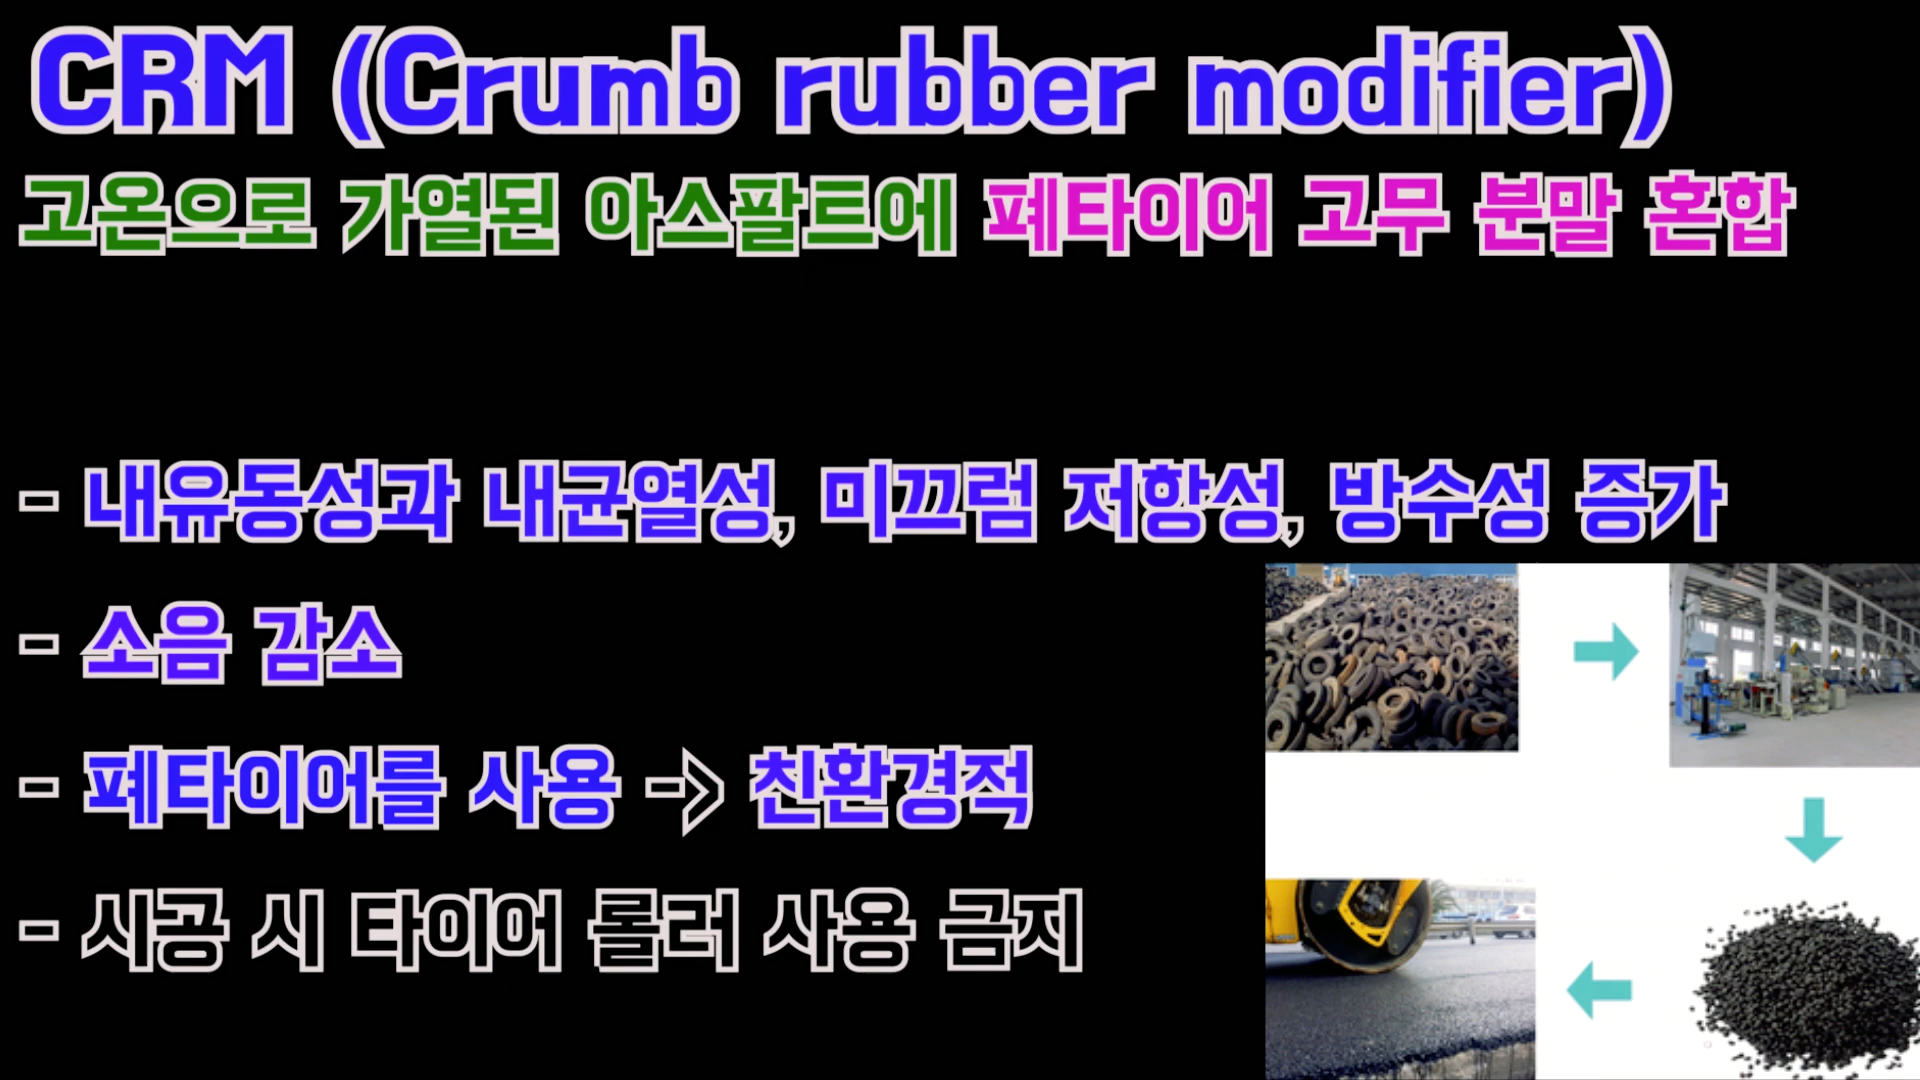 CRM (Crumb rubber modifier)
고온으로 가열된 아스팔트에 폐타이어 고무 분말 혼합
- 내유동성과 내균열성, 미끄럼 저항성, 방수성 증가
- 소음 감소
- 폐타이어를 사용 -> 친환경적
- 시공 시 타이어 롤러 사용 금지